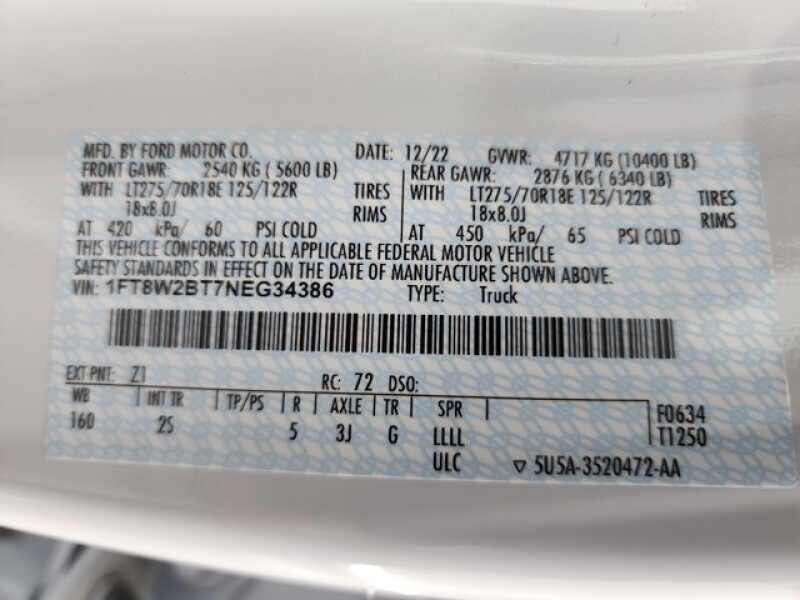 MFD. BY FORD MOTOR CO. DATE: 12/22 GVWR: 4717 KG (10400 LB)
FRONT GAWR: 2540 KG ( 5600 LB) REAR GAWR: 2876 KG ( 6340 LB)
WITH LT275/70R18E 125/122R TIRES WITH LT275/70R18E 125/122R TIRES
18x8.0J RIMS 18x8.0J RIMS
AT 420 kPa/ 60 PSI COLD AT 450 kPa/ 65 PSI COLD
THIS VEHICLE CONFORMS TO ALL APPLICABLE FEDERAL MOTOR VEHICLE
SAFETY STANDARDS IN EFFECT ON THE DATE OF MANUFACTURE SHOWN ABOVE.
VIN: 1FT8W2BT7NEG34386 TYPE: Truck
EXT PNT: Z1 RC: 72 DSO:
WB INT TR TP/PS R AXLE TR SPR F0634
160 2S 5 3J G LLLL T1250
ULC ▽ 5U5A-3520472-AA